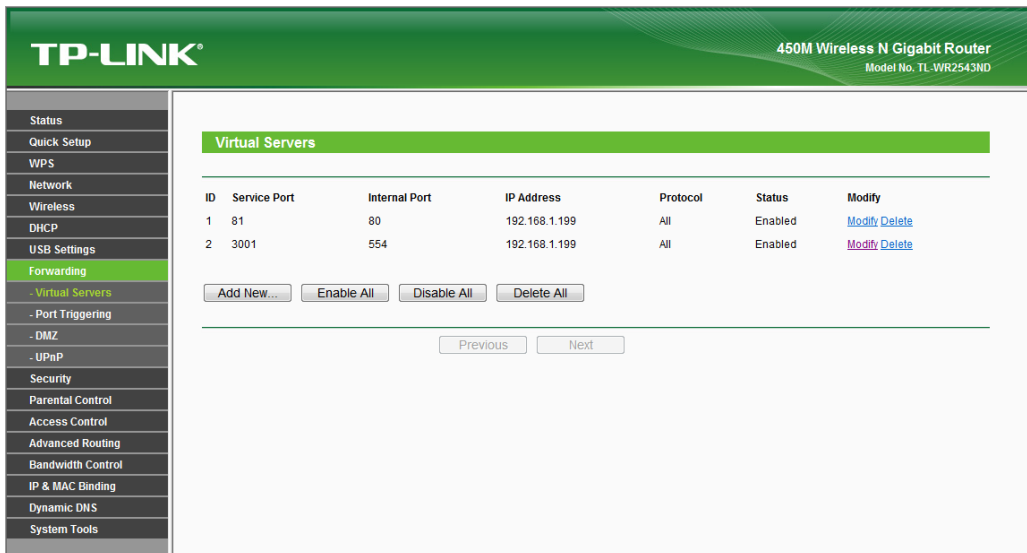 TP-LINK®
450M Wireless N Gigabit Router
Model No. TL-WR2543ND
Status
Quick Setup
WPS
Network
Wireless
DHCP
USB Settings
Forwarding
- Virtual Servers
- Port Triggering
- DMZ
- UPnP
Security
Parental Control
Access Control
Advanced Routing
Bandwidth Control
IP & MAC Binding
Dynamic DNS
System Tools
Virtual Servers
ID Service Port Internal Port IP Address Protocol Status Modify
1 81 80 192.168.1.199 All Enabled Modify Delete
2 3001 554 192.168.1.199 All Enabled Modify Delete
Add New... Enable All Disable All Delete All
Previous Next